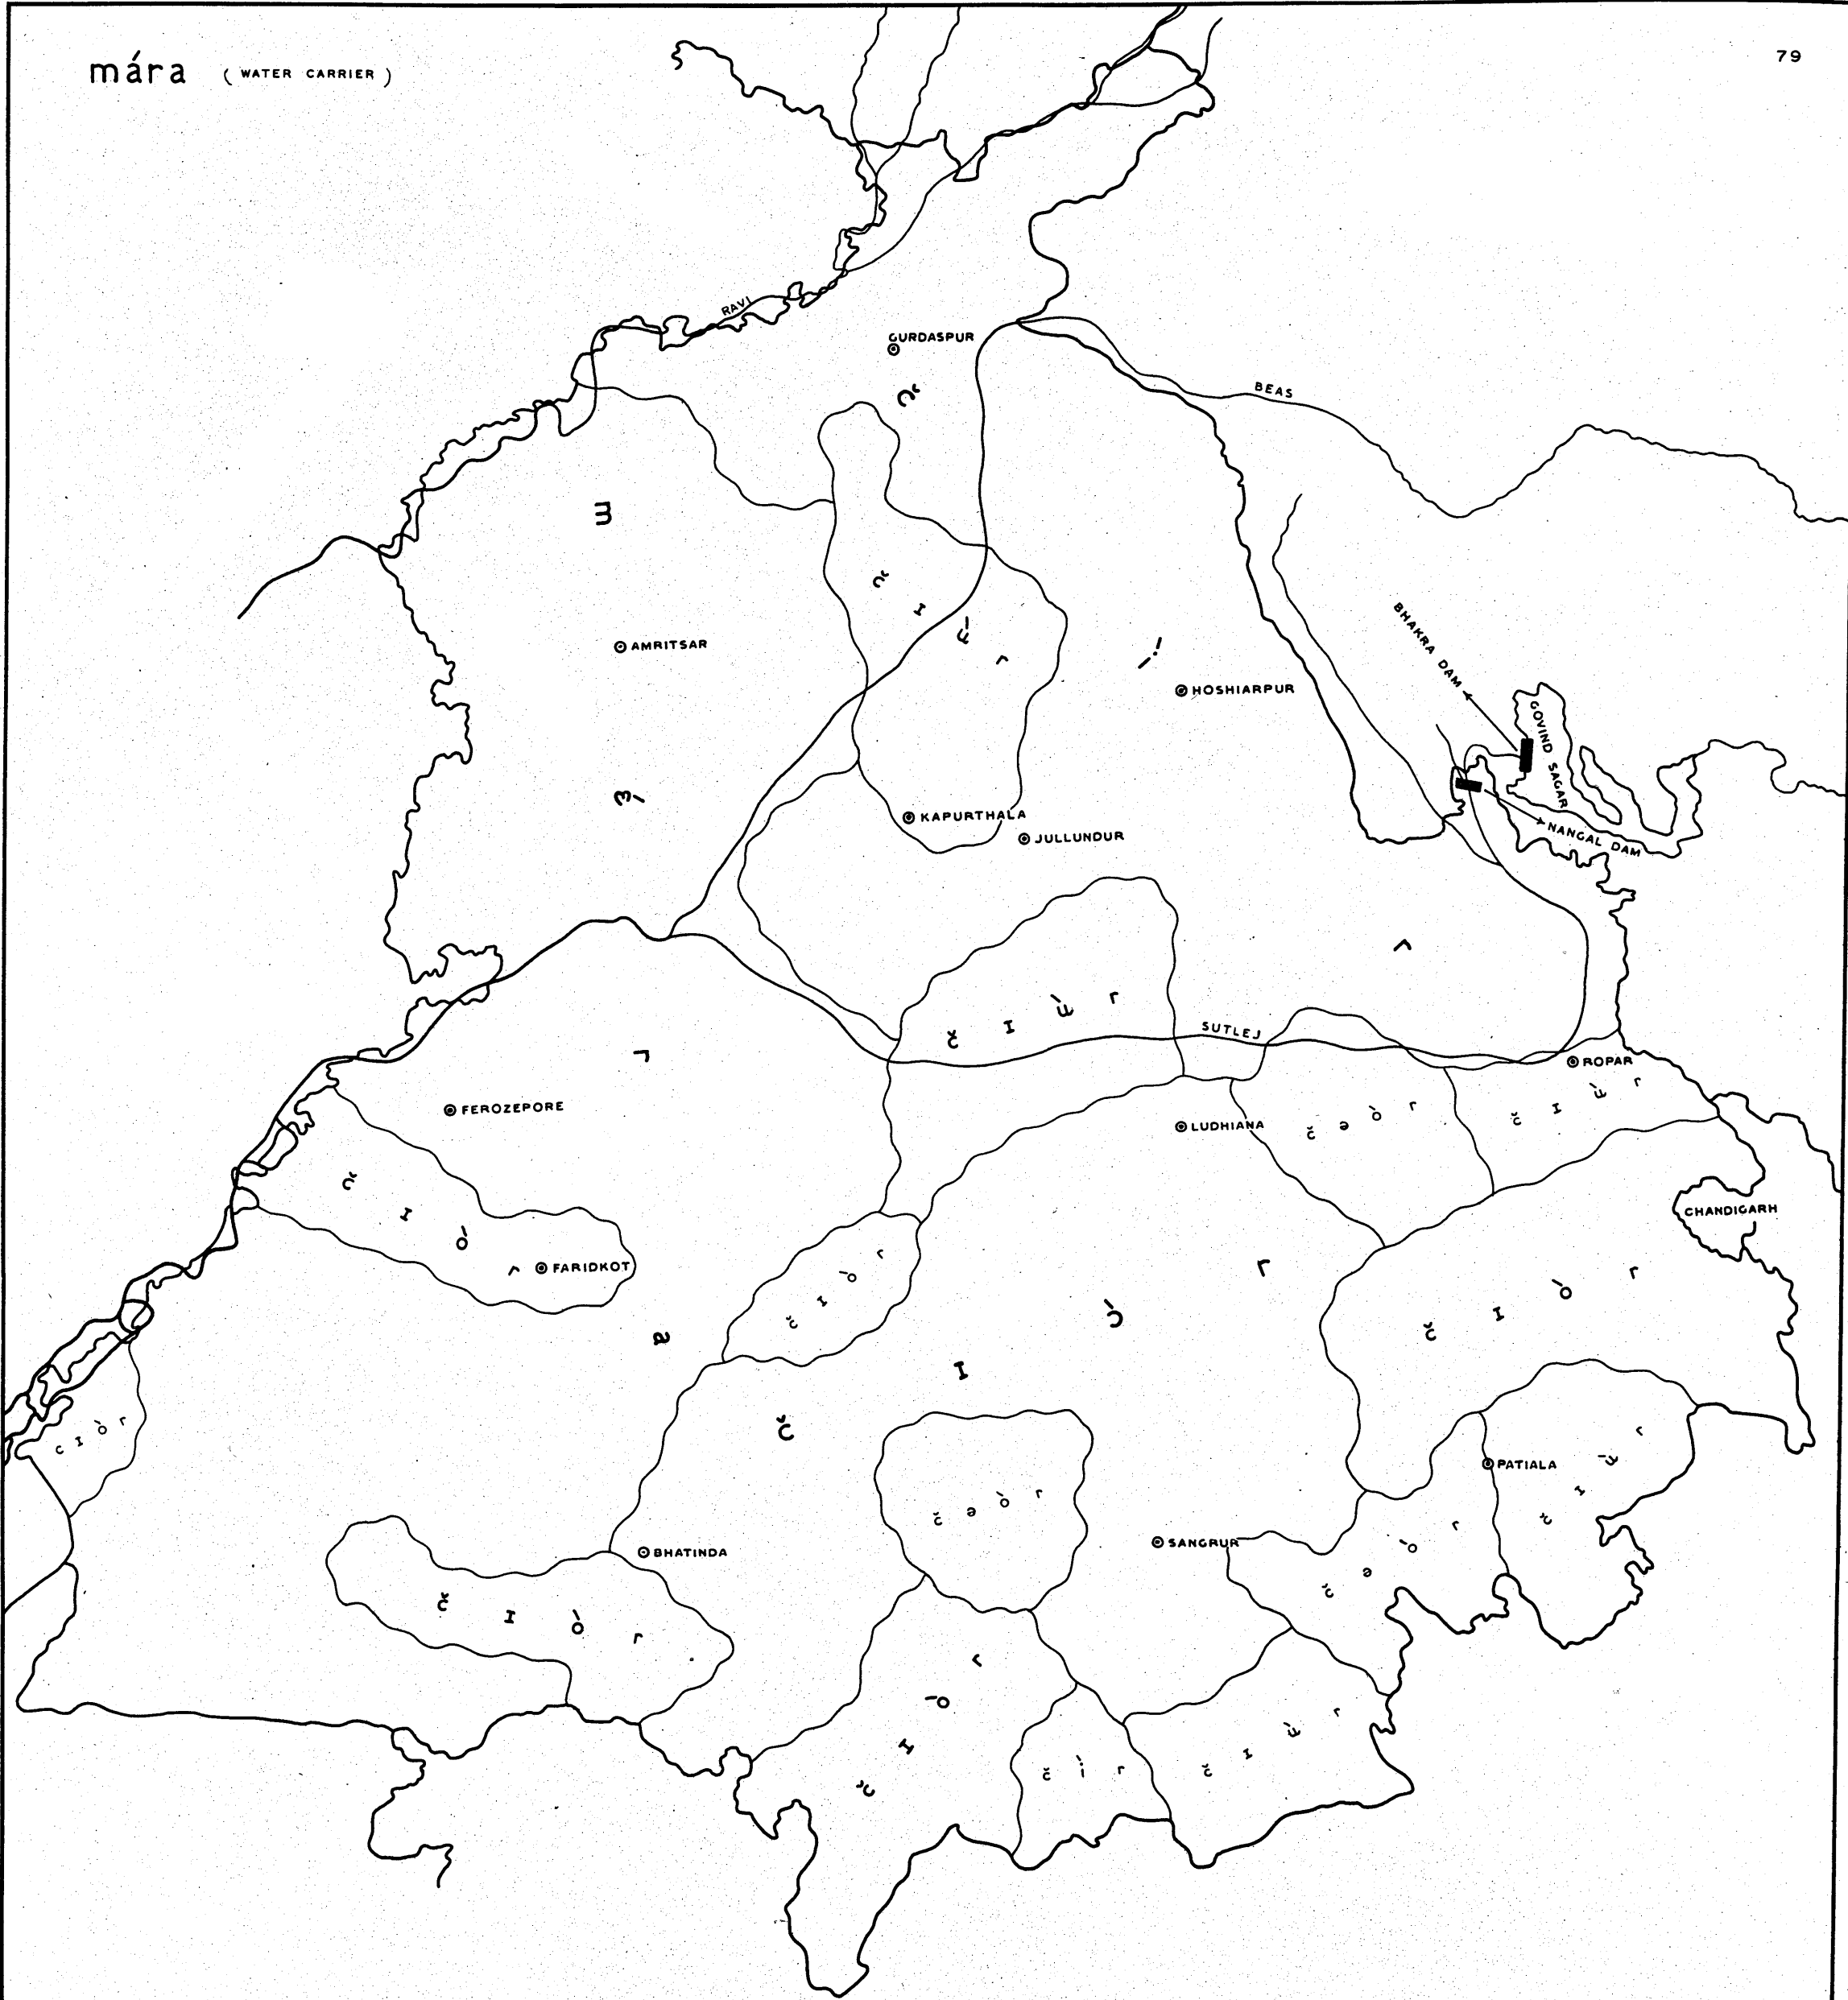 mára (WATER CARRIER)
79
RAVI
GURDASPUR
BEAS
AMRITSAR
HOSHIARPUR
BHAKRA DAM
GOVIND SAGAR
NANGAL DAM
KAPURTHALA
JULLUNDUR
č ì r
SUTLEJ
ROPAR
FEROZEPORE
LUDHIANA
č ə ò r
CHANDIGARH
č ɪ ò r
FARIDKOT
č ɪ ò r
č ɪ ɔ̀ r
č ɪ ò r
c ɪ ò r
PATIALA
č ə ò r
BHATINDA
SANGRUR
č ə ò r
č ɪ ò r
č ɪ ò r
č ì r